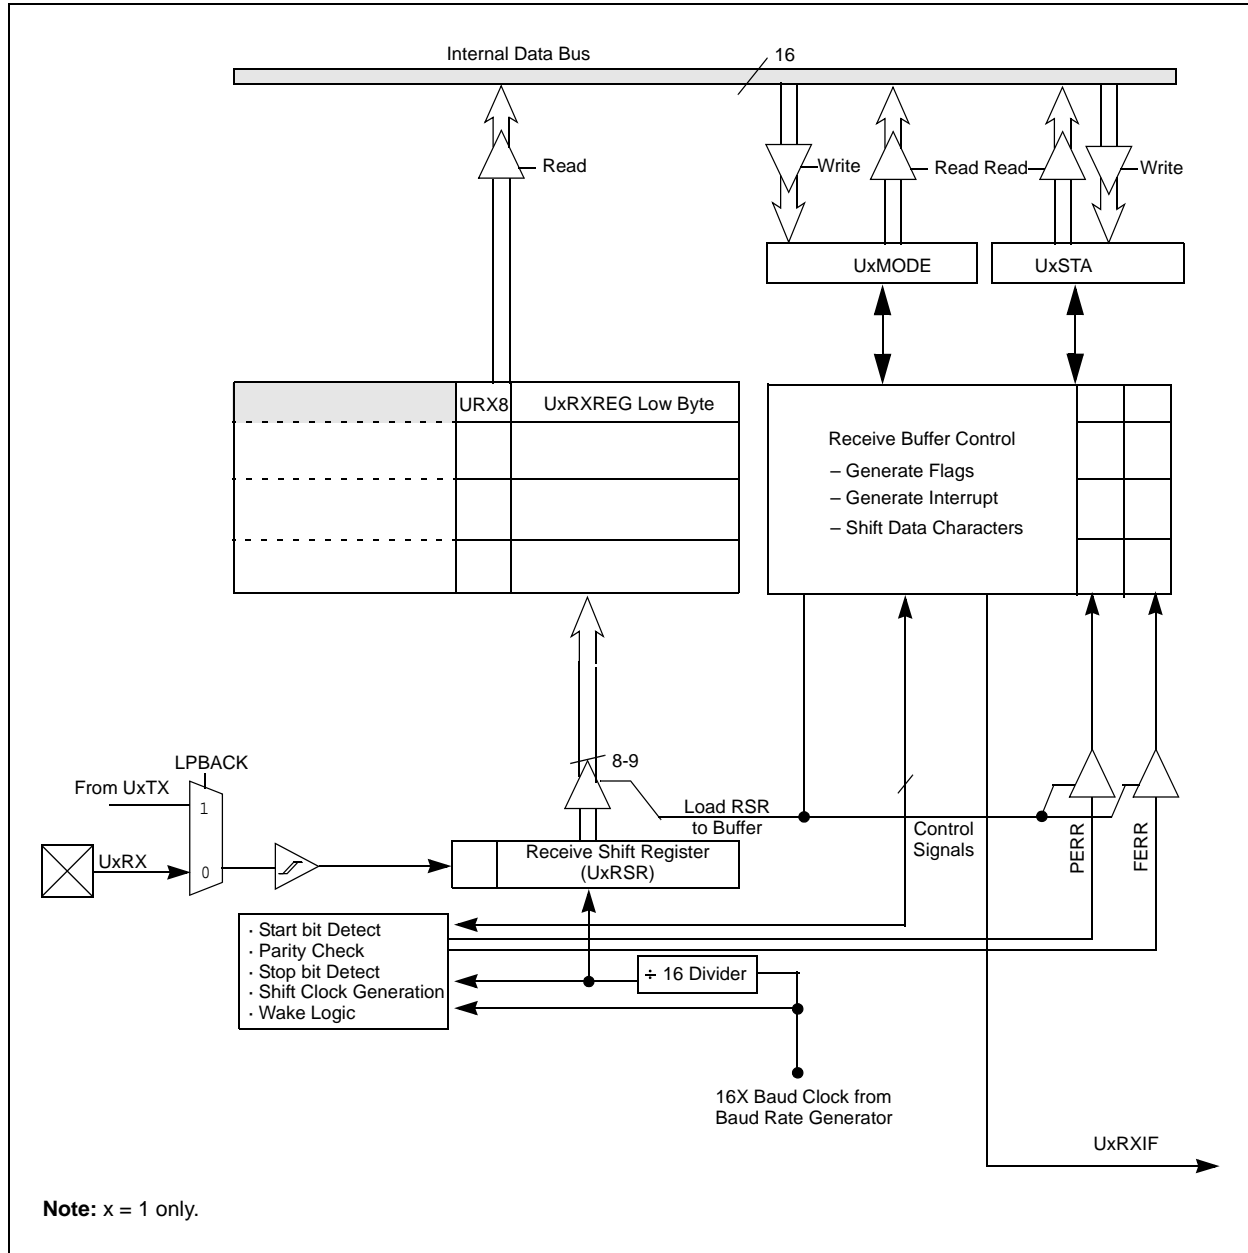 Internal Data Bus
16
Read
Write
Read Read
Write
UxMODE
UxSTA
URX8
UxRXREG Low Byte
Receive Buffer Control
– Generate Flags
– Generate Interrupt
– Shift Data Characters
8-9
LPBACK
From UxTX
1
Load RSR
to Buffer
Control
Signals
PERR
FERR
UxRX
0
Receive Shift Register
(UxRSR)
· Start bit Detect
· Parity Check
· Stop bit Detect
· Shift Clock Generation
· Wake Logic
÷ 16 Divider
16X Baud Clock from
Baud Rate Generator
UxRXIF
Note: x = 1 only.